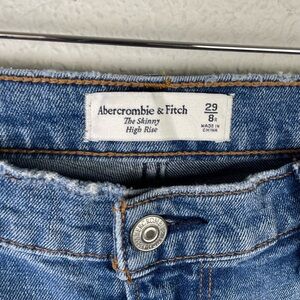 Abercrombie & Fitch
The Skinny
High Rise
29
8R
MADE IN
CHINA